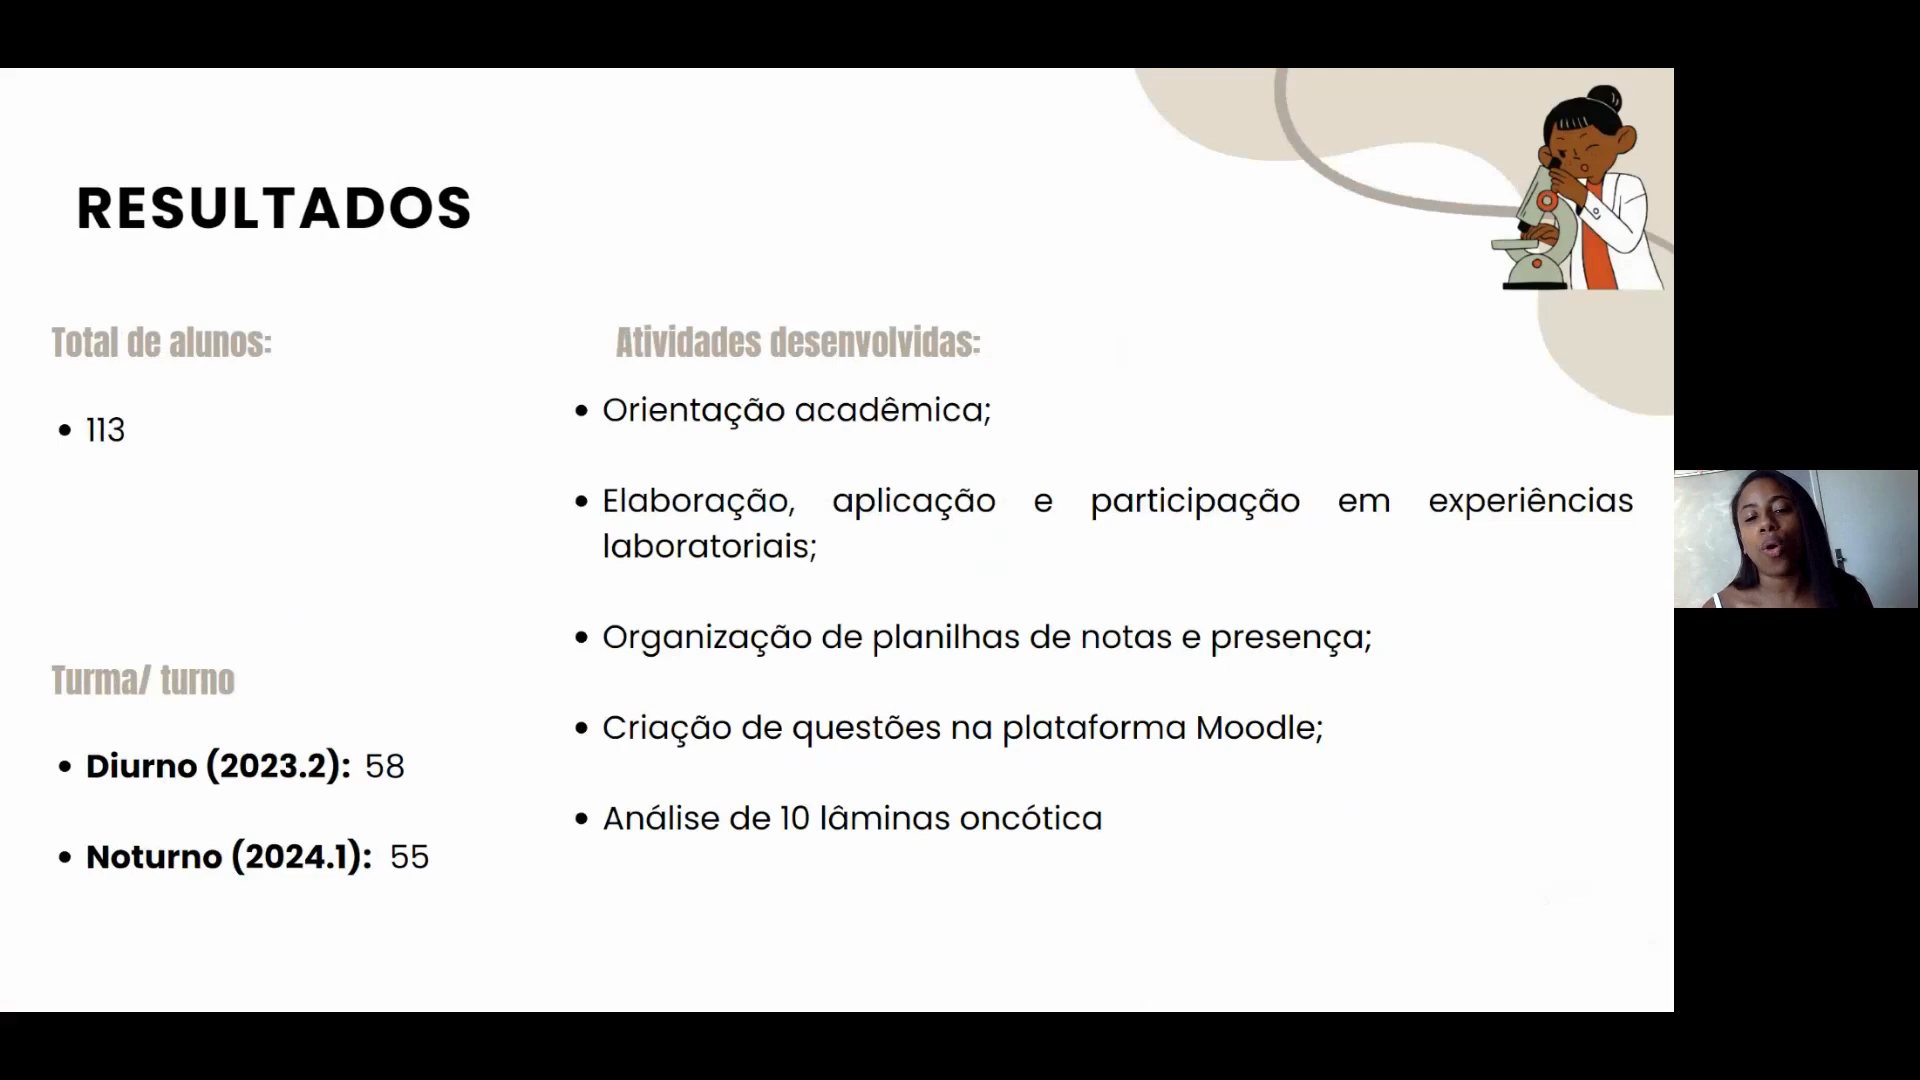 RESULTADOS
Total de alunos:
• 113
Turma/ turno
• Diurno (2023.2): 58
• Noturno (2024.1): 55
Atividades desenvolvidas:
• Orientação acadêmica;
• Elaboração, aplicação e participação em experiências
laboratoriais;
• Organização de planilhas de notas e presença;
• Criação de questões na plataforma Moodle;
• Análise de 10 lâminas oncótica